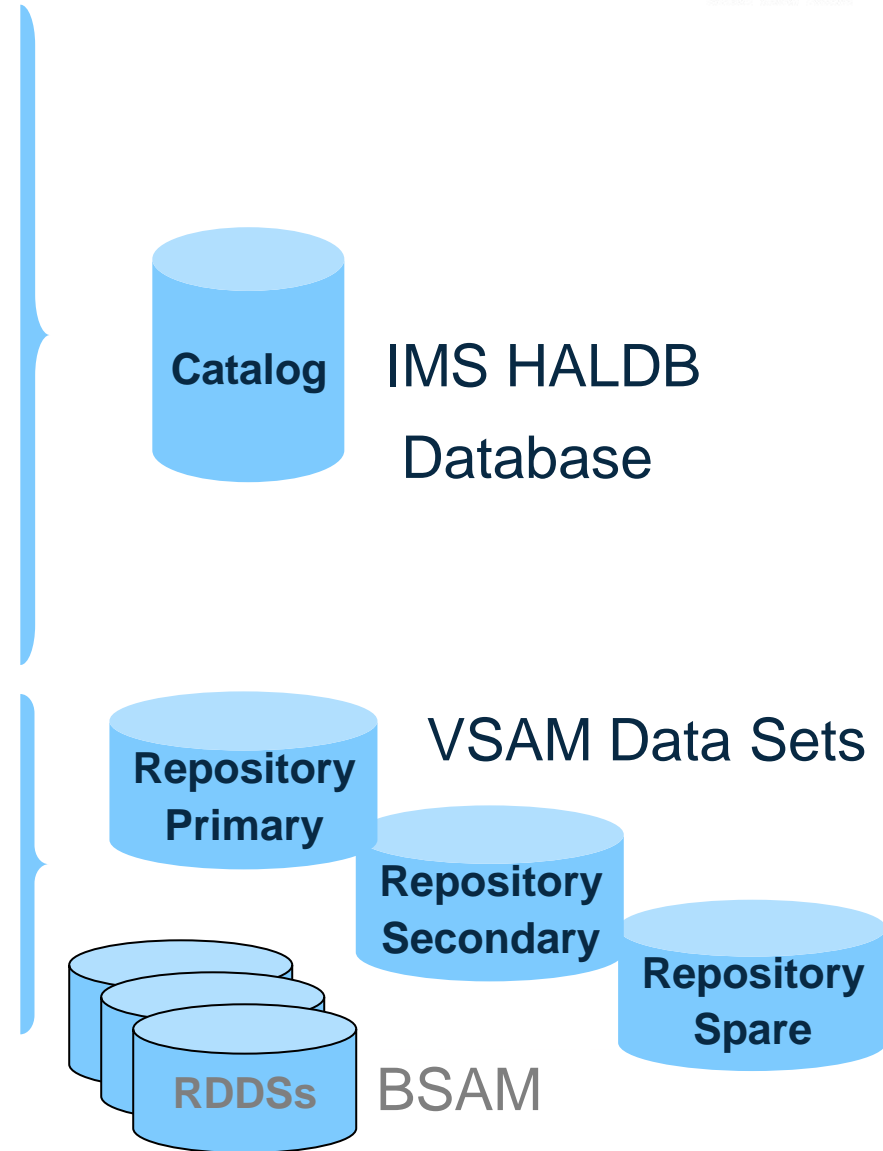 Catalog
IMS HALDB
Database
VSAM Data Sets
Repository
Primary
Repository
Secondary
Repository
Spare
RDDSs
BSAM